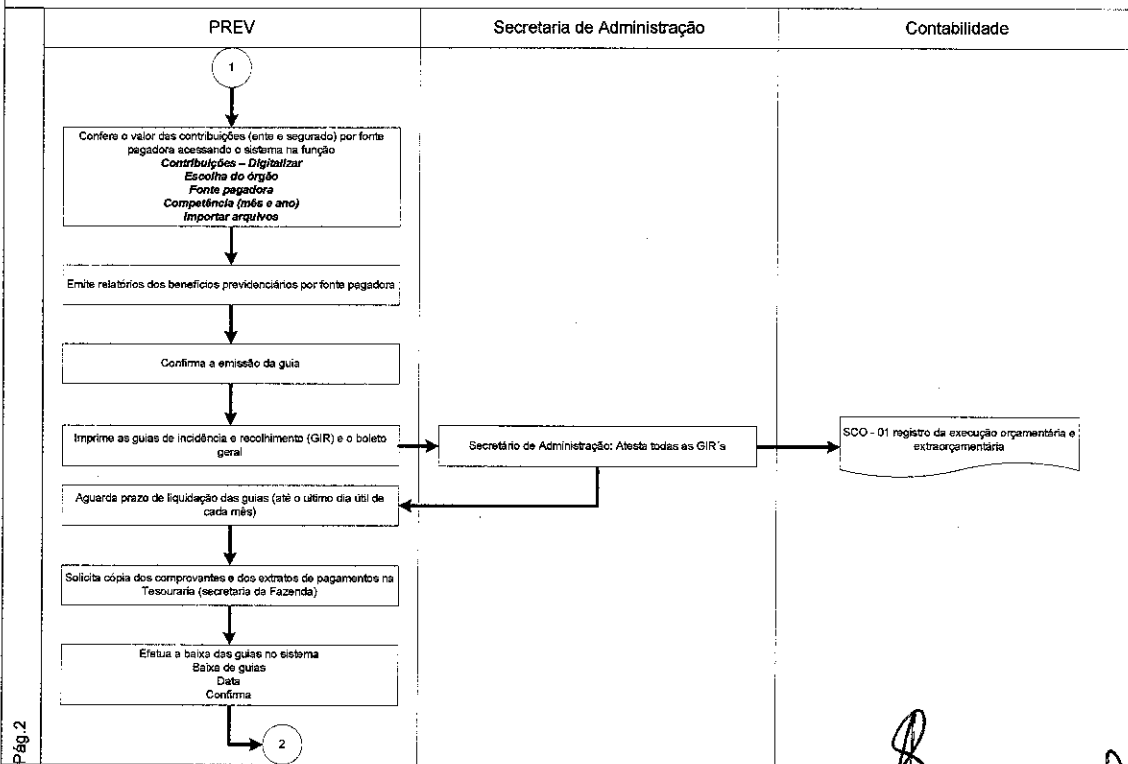 PREV
Secretaria de Administração
Contabilidade
1
Confere o valor das contribuições (ente e segurado) por fonte
pagadora acessando o sistema na função
Contribuições – Digitalizar
Escolha do órgão
Fonte pagadora
Competência (mês e ano)
Importar arquivos
Emite relatórios dos benefícios previdenciários por fonte pagadora
Confirma a emissão da guia
Imprime as guias de incidência e recolhimento (GIR) e o boleto
geral
Secretário de Administração: Atesta todas as GIR´s
SCO - 01 registro da execução orçamentária e
extraorçamentária
Aguarda prazo de liquidação das guias (até o ultimo dia útil de
cada mês)
Solicita cópia dos comprovantes e dos extratos de pagamentos na
Tesouraria (secretaria da Fazenda)
Efetua a baixa das guias no sistema
Baixa de guias
Data
Confirma
2
Pág.2